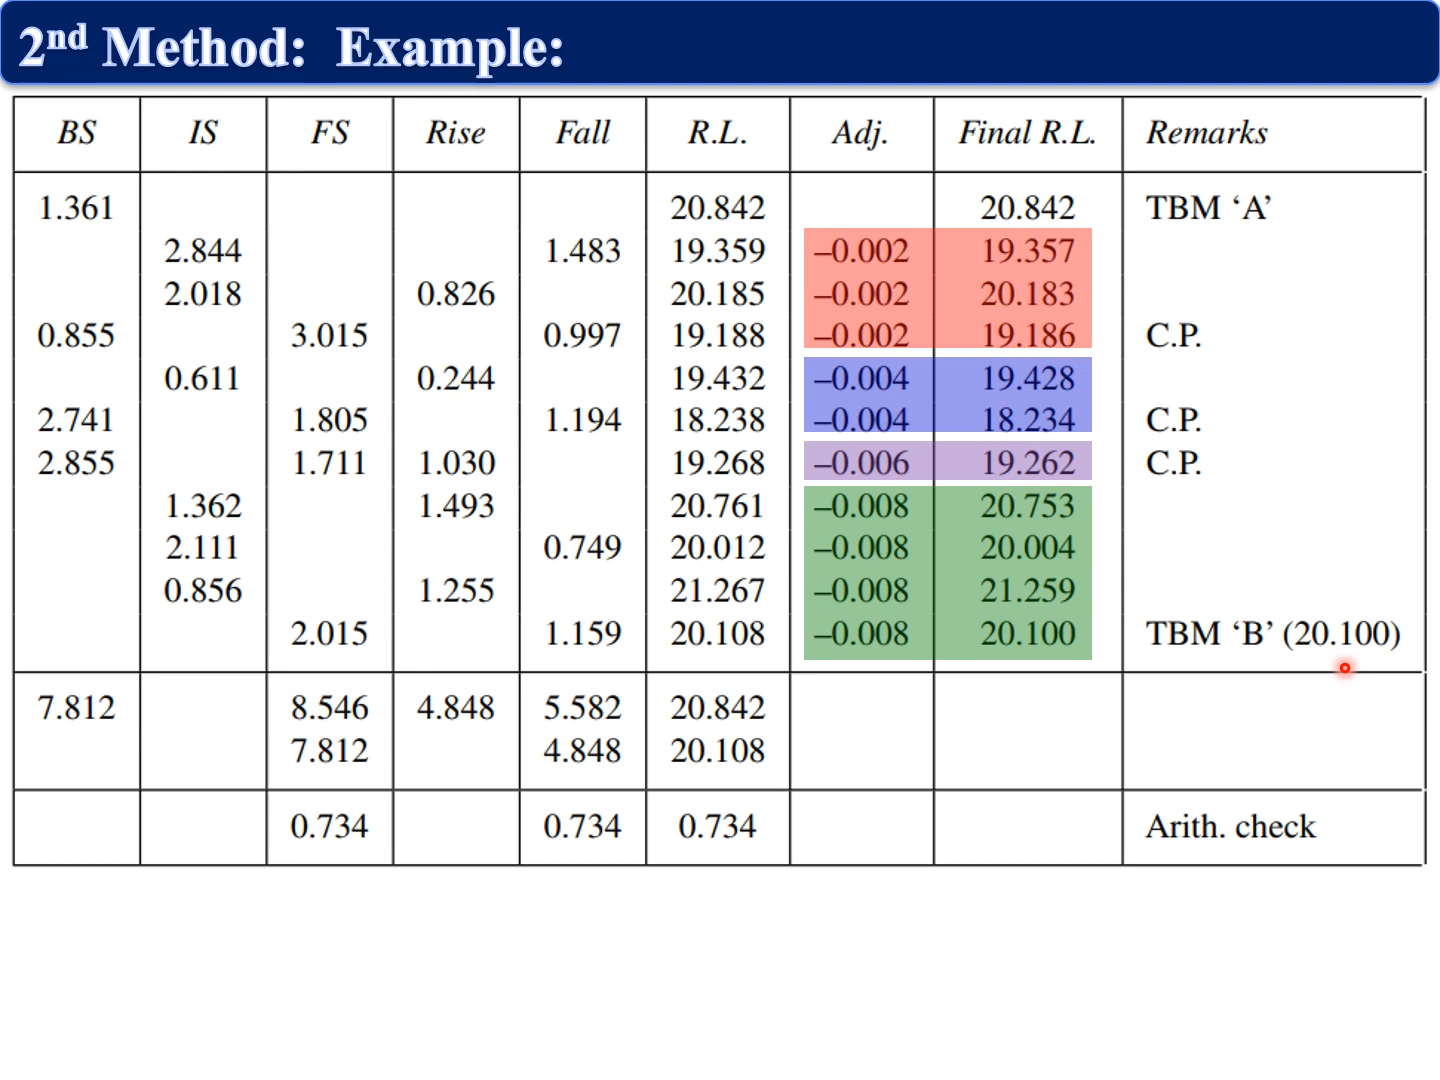 2nd Method: Example:
BS IS FS Rise Fall R.L. Adj. Final R.L. Remarks
1.361 20.842 20.842 TBM ‘A’
2.844 1.483 19.359 –0.002 19.357
2.018 0.826 20.185 –0.002 20.183
0.855 3.015 0.997 19.188 –0.002 19.186 C.P.
0.611 0.244 19.432 –0.004 19.428
2.741 1.805 1.194 18.238 –0.004 18.234 C.P.
2.855 1.711 1.030 19.268 –0.006 19.262 C.P.
1.362 1.493 20.761 –0.008 20.753
2.111 0.749 20.012 –0.008 20.004
0.856 1.255 21.267 –0.008 21.259
2.015 1.159 20.108 –0.008 20.100 TBM ‘B’ (20.100)
7.812 8.546 4.848 5.582 20.842
7.812 4.848 20.108
0.734 0.734 0.734 Arith. check